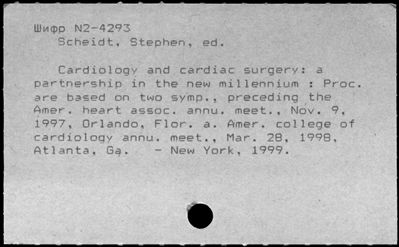 Шифр N2-4293
Scheidt, Stephen, ed.
Cardiology and cardiac surgery: a
partnership in the new millennium : Proc.
are based on two symp., preceding the
Amer. heart assoc. annu. meet., Nov. 9,
1997, Orlando, Flor. a. Amer. college of
cardiology annu. meet., Mar. 28, 1998,
Atlanta, Ga. - New York, 1999.